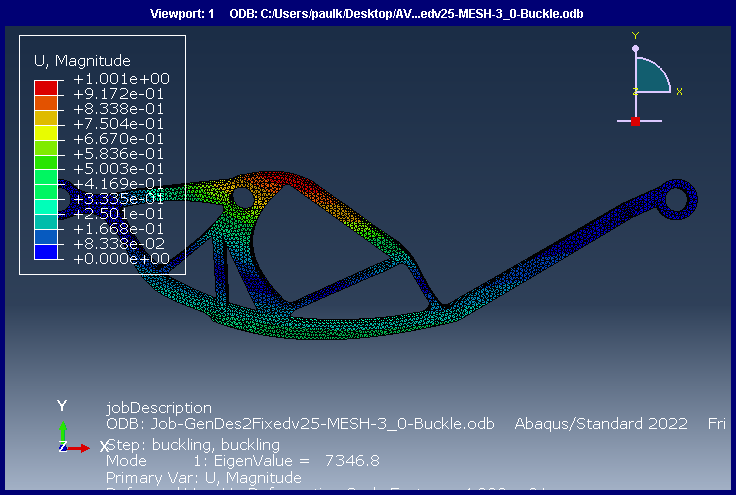 Viewport: 1 ODB: C:/Users/paulk/Desktop/AV...edv25-MESH-3_0-Buckle.odb
U, Magnitude
+1.001e+00
+9.172e-01
+8.338e-01
+7.504e-01
+6.670e-01
+5.836e-01
+5.003e-01
+4.169e-01
+3.335e-01
+2.501e-01
+1.668e-01
+8.338e-02
+0.000e+00
Y
Z X
Y
Z X
jobDescription
ODB: Job-GenDes2Fixedv25-MESH-3_0-Buckle.odb Abaqus/Standard 2022 Fri
Step: buckling, buckling
Mode 1: EigenValue = 7346.8
Primary Var: U, Magnitude